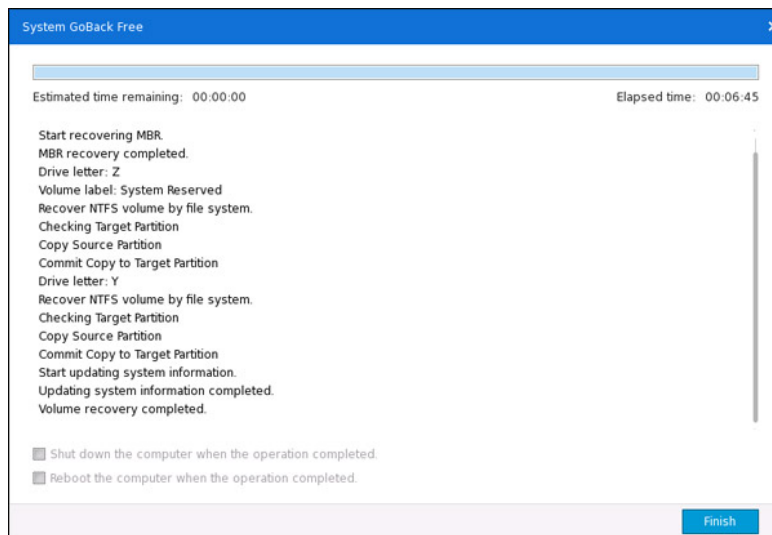 System GoBack Free
Estimated time remaining: 00:00:00
Elapsed time: 00:06:45
Start recovering MBR.
MBR recovery completed.
Drive letter: Z
Volume label: System Reserved
Recover NTFS volume by file system.
Checking Target Partition
Copy Source Partition
Commit Copy to Target Partition
Drive letter: Y
Recover NTFS volume by file system.
Checking Target Partition
Copy Source Partition
Commit Copy to Target Partition
Start updating system information.
Updating system information completed.
Volume recovery completed.
Shut down the computer when the operation completed.
Reboot the computer when the operation completed.
Finish